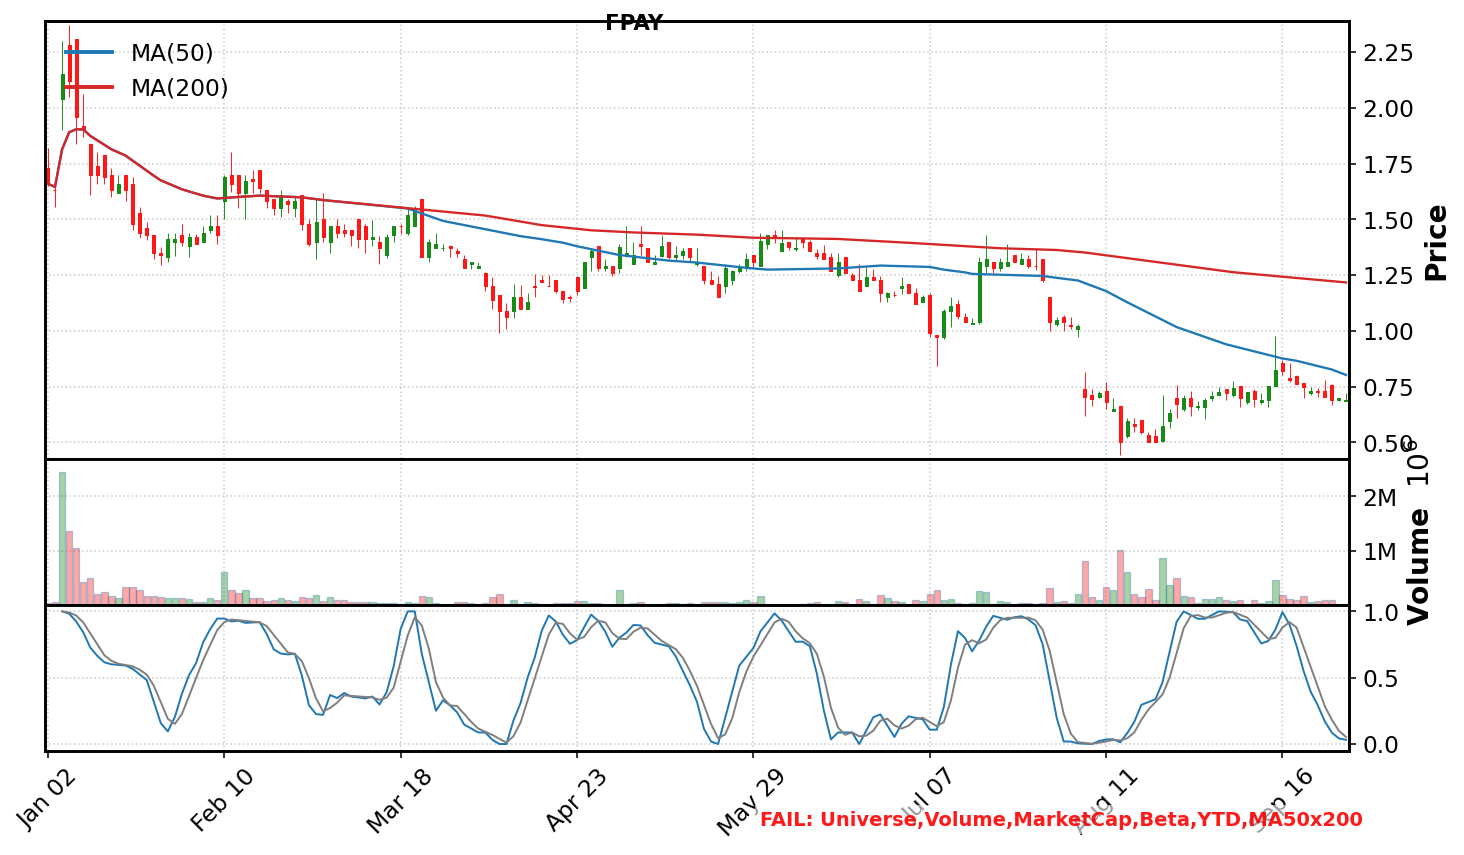 FPAY
MA(50)
MA(200)
2.25
2.00
1.75
1.50
1.25
1.00
0.75
0.50
Price
10^6
2M
1M
Volume
1.0
0.5
0.0
Jan 02
Feb 10
Mar 18
Apr 23
May 29
Jul 07
Aug 11
Sep 16
FAIL: Universe,Volume,MarketCap,Beta,YTD,MA50x200